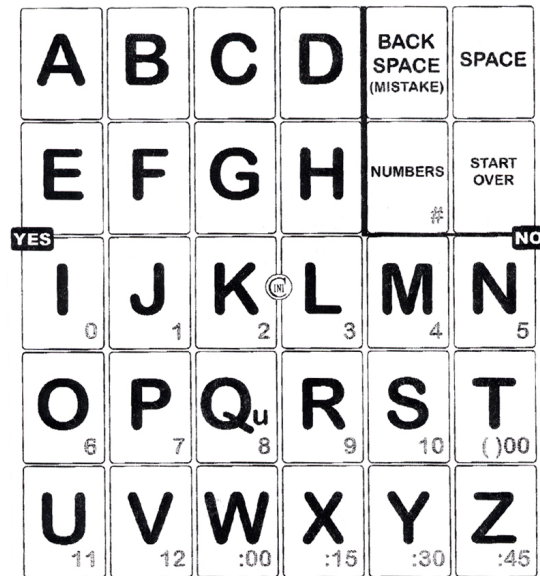 A B C D BACK SPACE (MISTAKE) SPACE
E F G H NUMBERS # START OVER
YES NO
I 0 J 1 K 2 L 3 M 4 N 5
INI
O 6 P 7 Qu 8 R 9 S 10 T ( )00
U 11 V 12 W :00 X :15 Y :30 Z :45